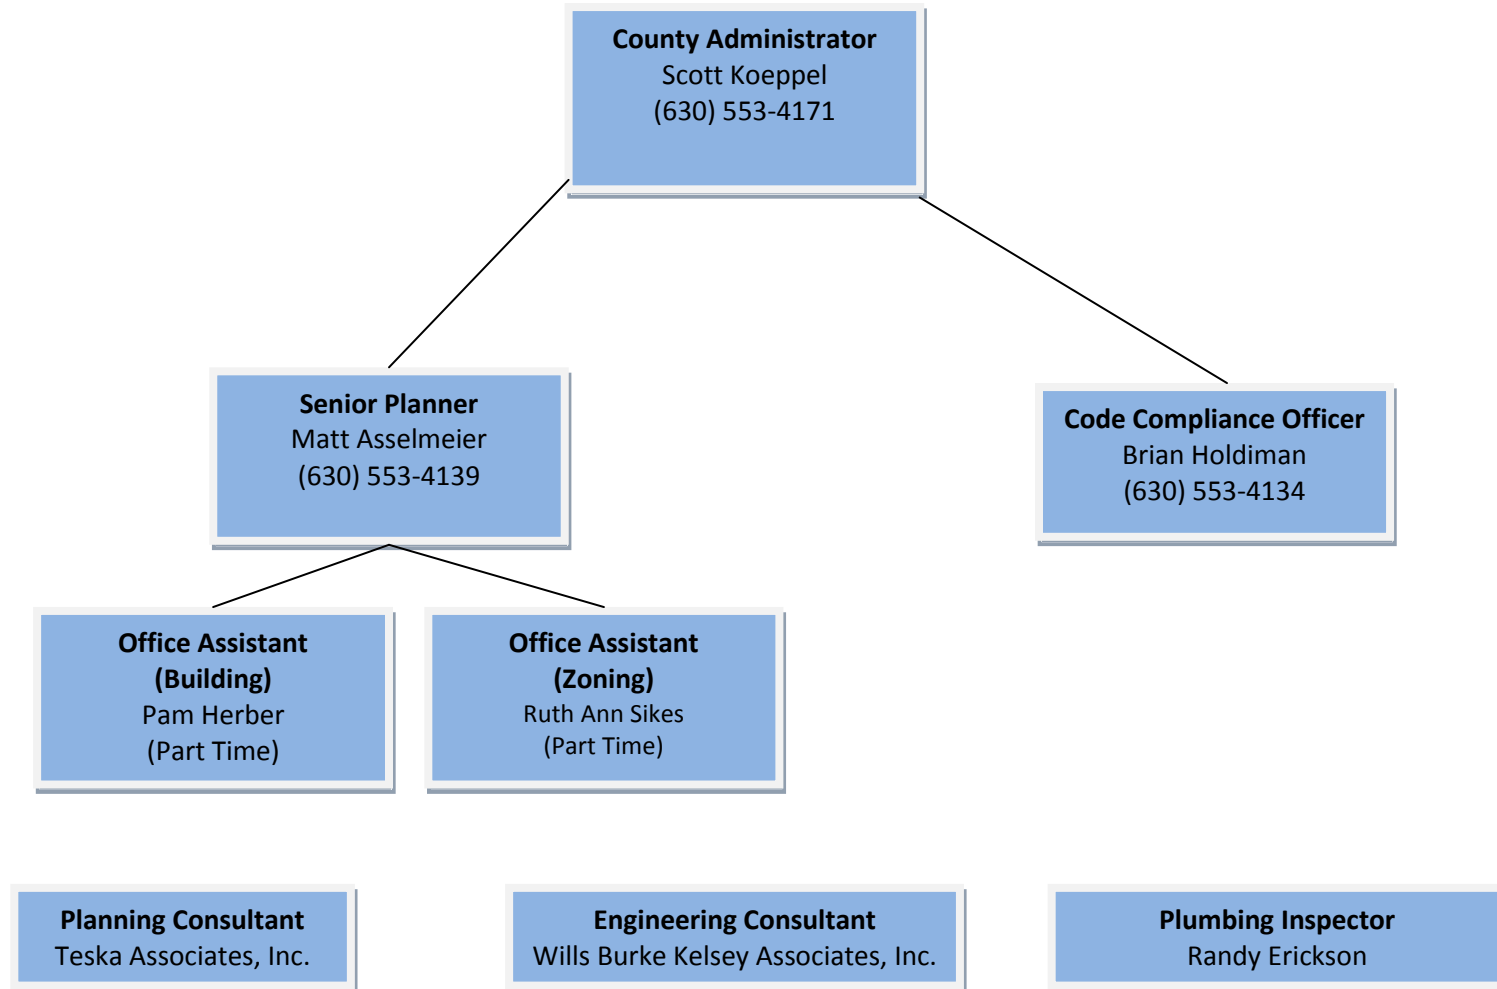 County Administrator
Scott Koeppel
(630) 553-4171
Senior Planner
Matt Asselmeier
(630) 553-4139
Code Compliance Officer
Brian Holdiman
(630) 553-4134
Office Assistant
(Building)
Pam Herber
(Part Time)
Office Assistant
(Zoning)
Ruth Ann Sikes
(Part Time)
Planning Consultant
Teska Associates, Inc.
Engineering Consultant
Wills Burke Kelsey Associates, Inc.
Plumbing Inspector
Randy Erickson